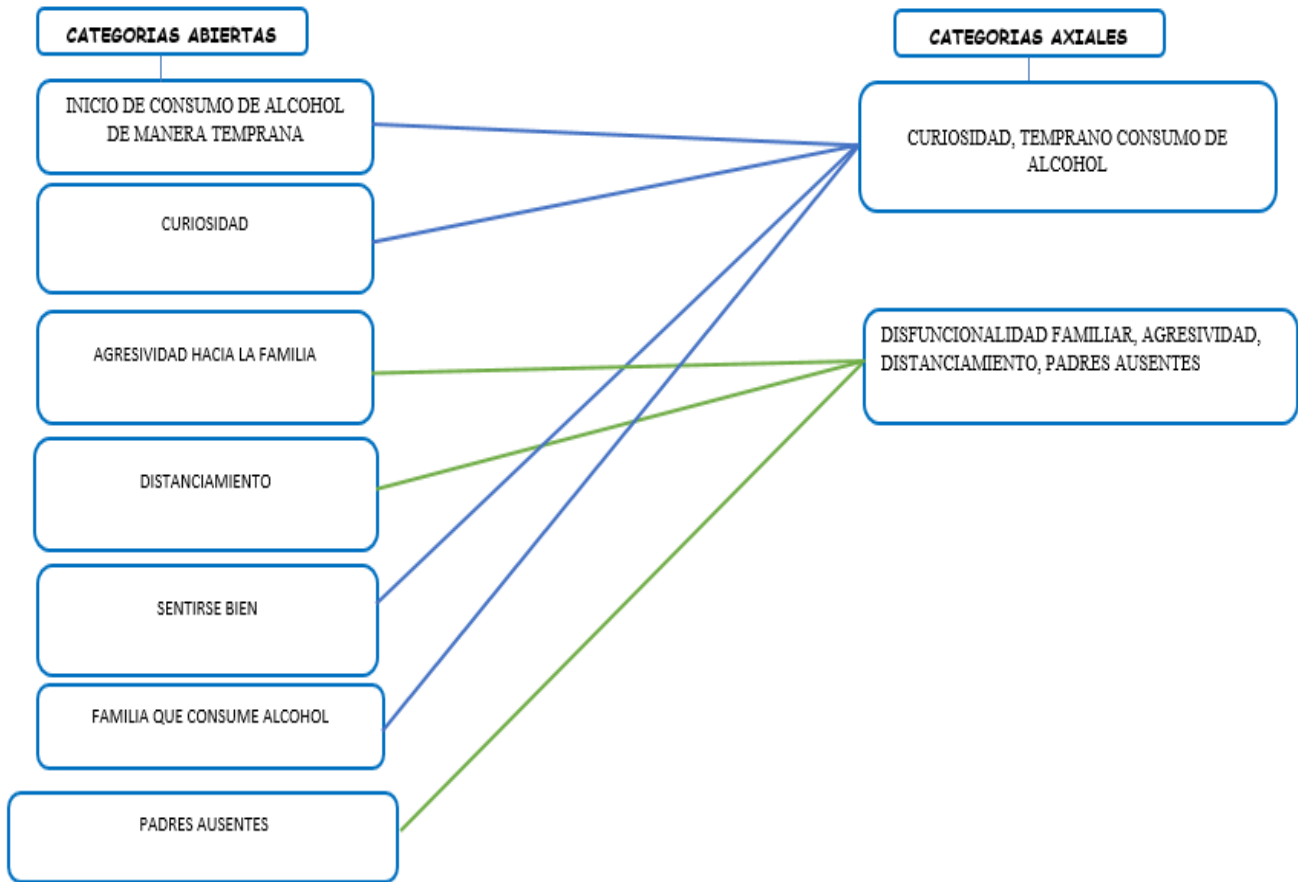 CATEGORIAS ABIERTAS
INICIO DE CONSUMO DE ALCOHOL
DE MANERA TEMPRANA
CURIOSIDAD
AGRESIVIDAD HACIA LA FAMILIA
DISTANCIAMIENTO
SENTIRSE BIEN
FAMILIA QUE CONSUME ALCOHOL
PADRES AUSENTES
CATEGORIAS AXIALES
CURIOSIDAD, TEMPRANO CONSUMO DE
ALCOHOL
DISFUNCIONALIDAD FAMILIAR, AGRESIVIDAD,
DISTANCIAMIENTO, PADRES AUSENTES